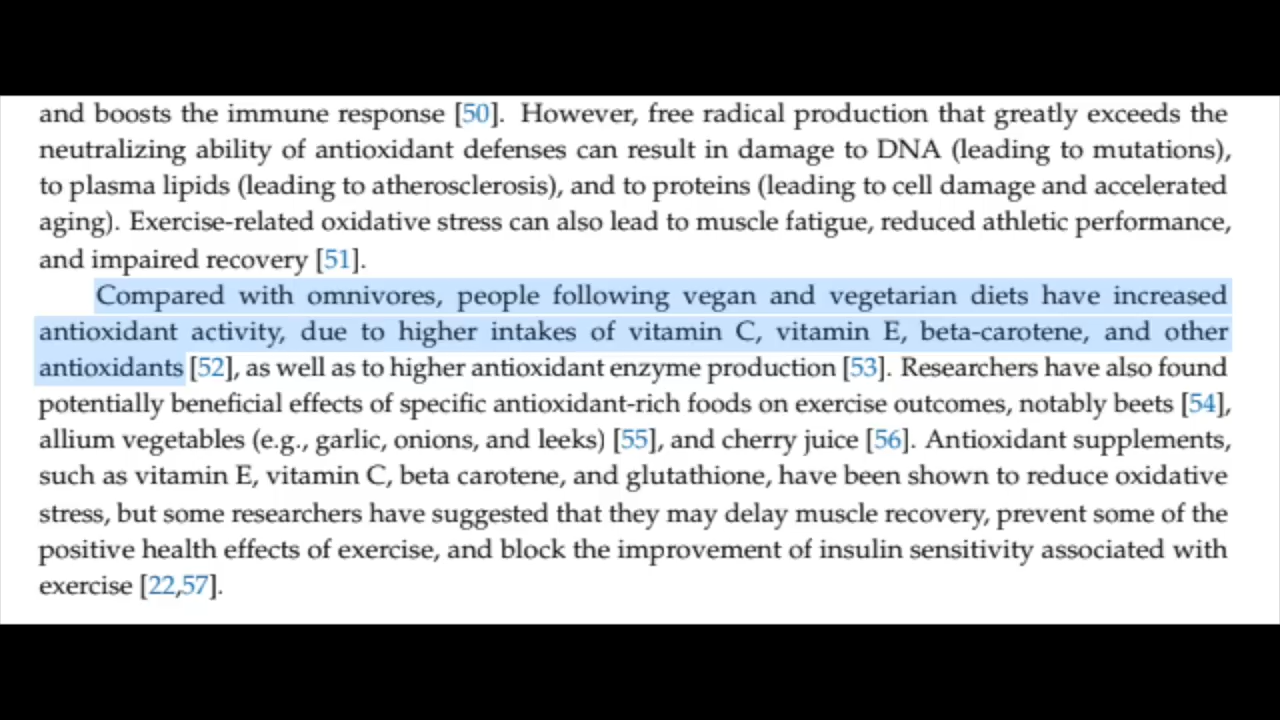 and boosts the immune response [50]. However, free radical production that greatly exceeds the
neutralizing ability of antioxidant defenses can result in damage to DNA (leading to mutations),
to plasma lipids (leading to atherosclerosis), and to proteins (leading to cell damage and accelerated
aging). Exercise-related oxidative stress can also lead to muscle fatigue, reduced athletic performance,
and impaired recovery [51].
Compared with omnivores, people following vegan and vegetarian diets have increased
antioxidant activity, due to higher intakes of vitamin C, vitamin E, beta-carotene, and other
antioxidants [52], as well as to higher antioxidant enzyme production [53]. Researchers have also found
potentially beneficial effects of specific antioxidant-rich foods on exercise outcomes, notably beets [54],
allium vegetables (e.g., garlic, onions, and leeks) [55], and cherry juice [56]. Antioxidant supplements,
such as vitamin E, vitamin C, beta carotene, and glutathione, have been shown to reduce oxidative
stress, but some researchers have suggested that they may delay muscle recovery, prevent some of the
positive health effects of exercise, and block the improvement of insulin sensitivity associated with
exercise [22,57].